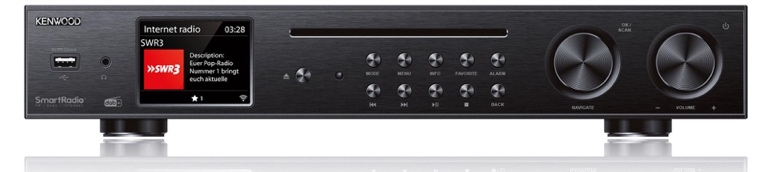 KENWOOD
Internet radio 03:28
SWR3
Description:
Euer Pop-Radio
Nummer 1 bringt
euch aktuelle
»SWR3
★ 1
SmartRadio
DAB+
MODE MENU INFO FAVORITE ALARM
BACK
OK /
SCAN
NAVIGATE
– VOLUME +